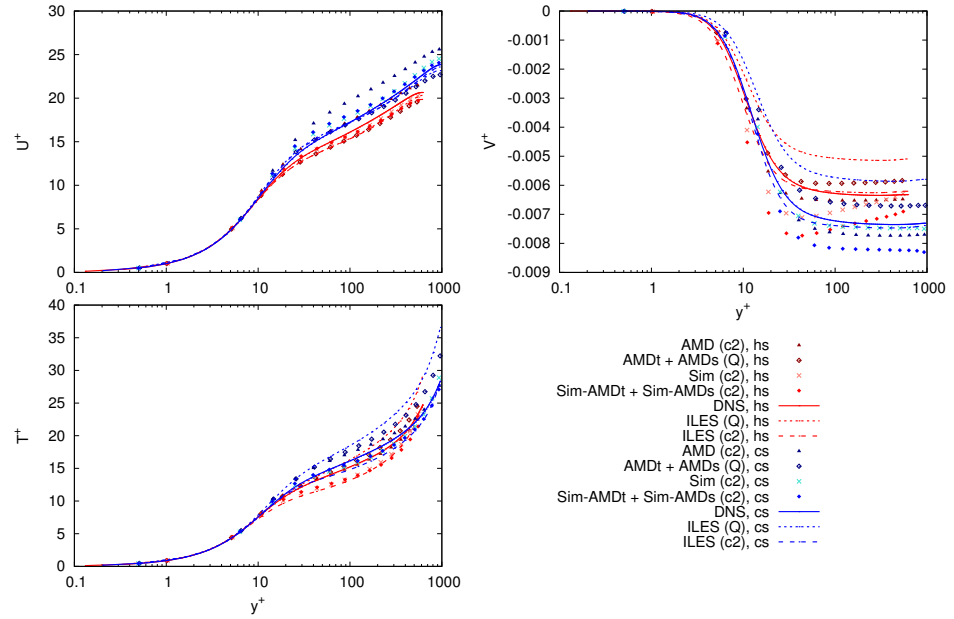 30
25
20
15
10
5
0
U+
0.1 1 10 100 1000
y+
0
-0.001
-0.002
-0.003
-0.004
-0.005
-0.006
-0.007
-0.008
-0.009
V+
0.1 1 10 100 1000
y+
40
35
30
25
20
15
10
5
0
T+
0.1 1 10 100 1000
y+
AMD (c2), hs
AMDt + AMDs (Q), hs
Sim (c2), hs
Sim-AMDt + Sim-AMDs (c2), hs
DNS, hs
ILES (Q), hs
ILES (c2), hs
AMD (c2), cs
AMDt + AMDs (Q), cs
Sim (c2), cs
Sim-AMDt + Sim-AMDs (c2), cs
DNS, cs
ILES (Q), cs
ILES (c2), cs